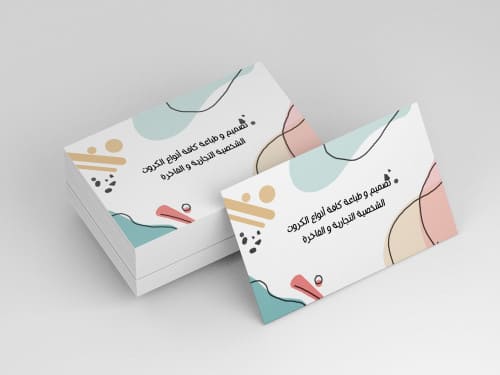 تصميم و طباعة كافة أنواع الكروت
الشخصية التجارية و الفاخرة
تصميم و طباعة كافة أنواع الكروت
الشخصية التجارية و الفاخرة